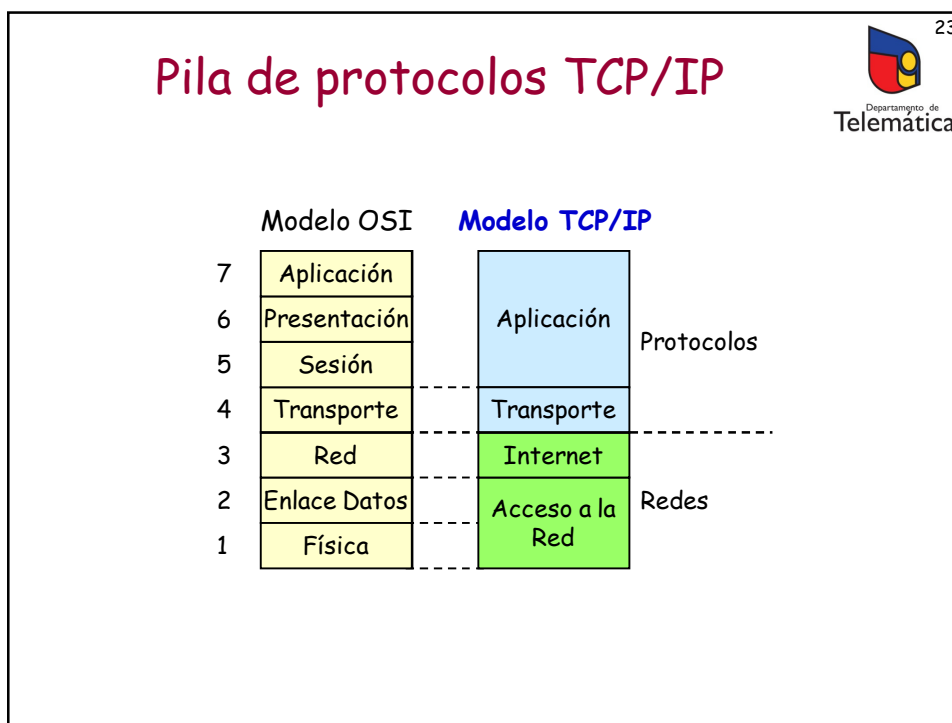 23
Pila de protocolos TCP/IP
Departamento de
Telemática
Modelo OSI Modelo TCP/IP
7 Aplicación
6 Presentación
5 Sesión
4 Transporte
3 Red
2 Enlace Datos
1 Física
Aplicación
Transporte
Internet
Acceso a la
Red
Protocolos
Redes